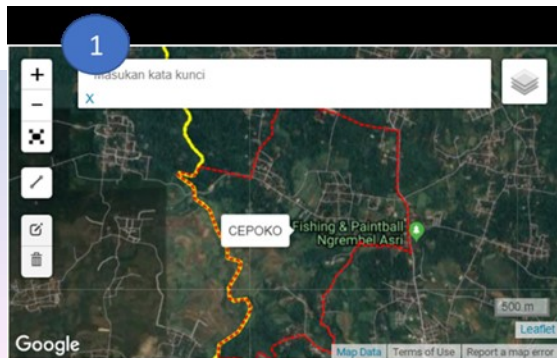 1
masukan kata kunci
X
CEPOKO
Fishing & Paintball
Ngrembel Asri
500 m
Leaflet
Google
Map Data
Terms of Use
Report a map error